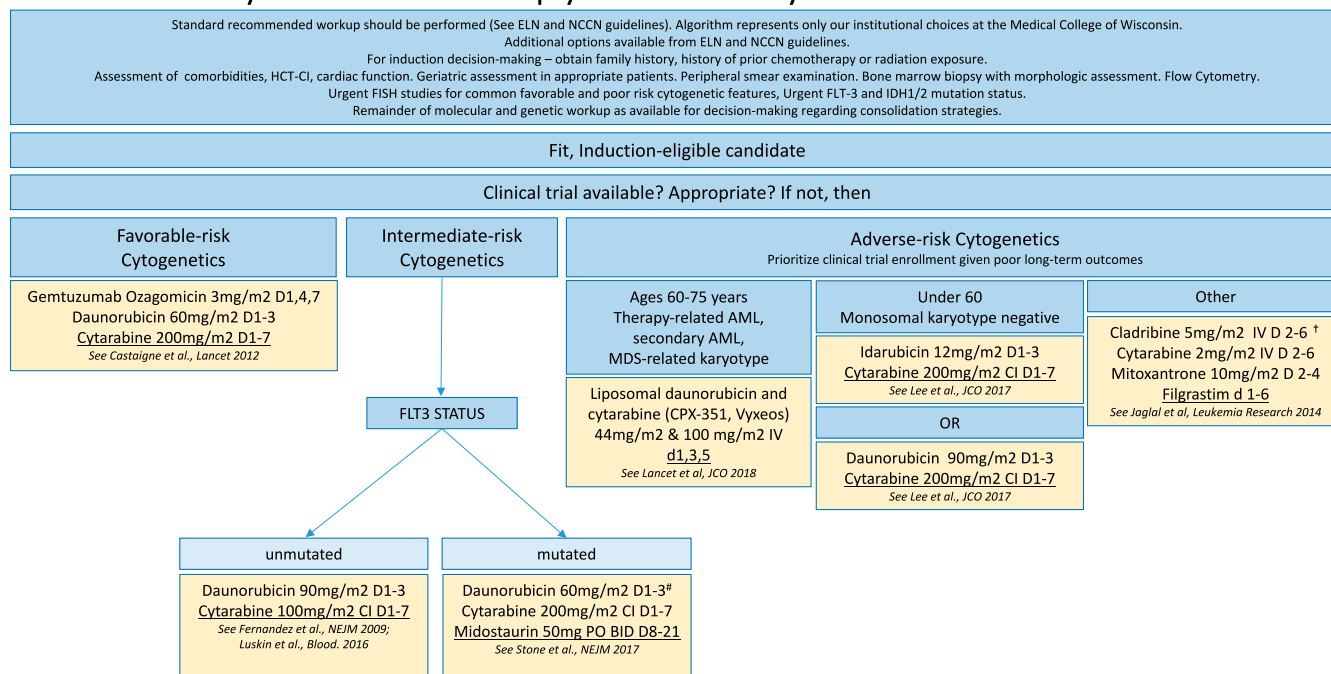 Standard recommended workup should be performed (See ELN and NCCN guidelines). Algorithm represents only our institutional choices at the Medical College of Wisconsin.
Additional options available from ELN and NCCN guidelines.
For induction decision-making – obtain family history, history of prior chemotherapy or radiation exposure.
Assessment of comorbidities, HCT-CI, cardiac function. Geriatric assessment in appropriate patients. Peripheral smear examination. Bone marrow biopsy with morphologic assessment. Flow Cytometry.
Urgent FISH studies for common favorable and poor risk cytogenetic features, Urgent FLT-3 and IDH1/2 mutation status.
Remainder of molecular and genetic workup as available for decision-making regarding consolidation strategies.
Fit, Induction-eligible candidate
Clinical trial available? Appropriate? If not, then
Favorable-risk
Cytogenetics
Gemtuzumab Ozagomicin 3mg/m2 D1,4,7
Daunorubicin 60mg/m2 D1-3
Cytarabine 200mg/m2 D1-7
See Castaigne et al., Lancet 2012
Intermediate-risk
Cytogenetics
FLT3 STATUS
unmutated
Daunorubicin 90mg/m2 D1-3
Cytarabine 100mg/m2 CI D1-7
See Fernandez et al., NEJM 2009;
Luskin et al., Blood. 2016
mutated
Daunorubicin 60mg/m2 D1-3#
Cytarabine 200mg/m2 CI D1-7
Midostaurin 50mg PO BID D8-21
See Stone et al., NEJM 2017
Adverse-risk Cytogenetics
Prioritize clinical trial enrollment given poor long-term outcomes
Ages 60-75 years
Therapy-related AML,
secondary AML,
MDS-related karyotype
Liposomal daunorubicin and
cytarabine (CPX-351, Vyxeos)
44mg/m2 & 100 mg/m2 IV
d1,3,5
See Lancet et al, JCO 2018
Under 60
Monosomal karyotype negative
Idarubicin 12mg/m2 D1-3
Cytarabine 200mg/m2 CI D1-7
See Lee et al., JCO 2017
OR
Daunorubicin 90mg/m2 D1-3
Cytarabine 200mg/m2 CI D1-7
See Lee et al., JCO 2017
Other
Cladribine 5mg/m2 IV D 2-6 †
Cytarabine 2mg/m2 IV D 2-6
Mitoxantrone 10mg/m2 D 2-4
Filgrastim d 1-6
See Jaglal et al, Leukemia Research 2014